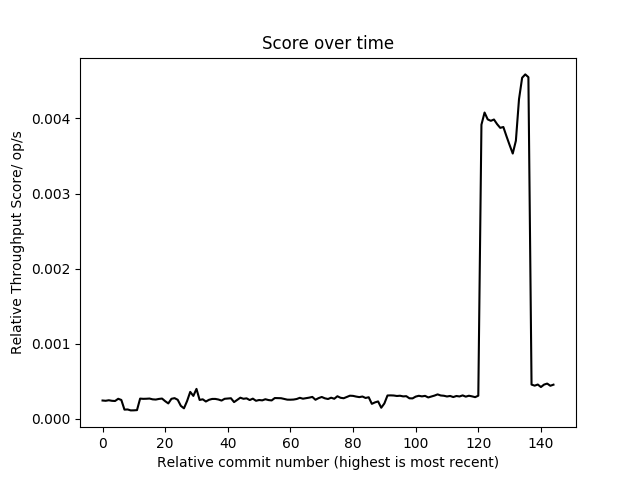 Score over time
Relative Throughput Score/ op/s
0.004
0.003
0.002
0.001
0.000
0 20 40 60 80 100 120 140
Relative commit number (highest is most recent)